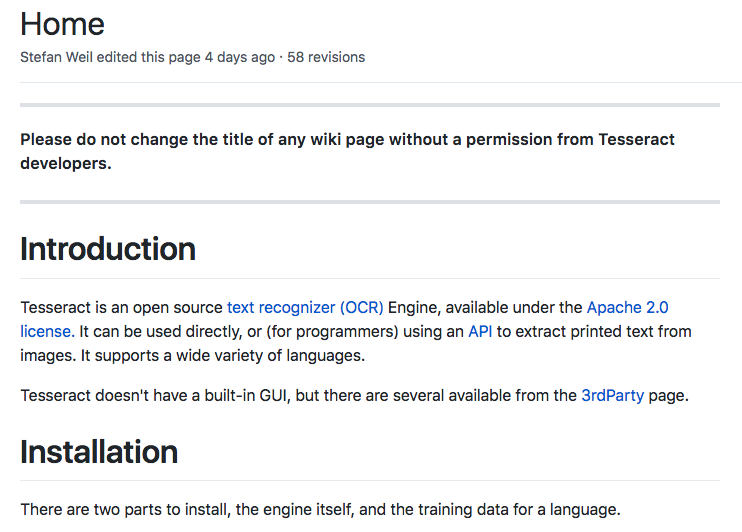 Home
Stefan Weil edited this page 4 days ago · 58 revisions
Please do not change the title of any wiki page without a permission from Tesseract
developers.
Introduction
Tesseract is an open source text recognizer (OCR) Engine, available under the Apache 2.0
license. It can be used directly, or (for programmers) using an API to extract printed text from
images. It supports a wide variety of languages.
Tesseract doesn't have a built-in GUI, but there are several available from the 3rdParty page.
Installation
There are two parts to install, the engine itself, and the training data for a language.